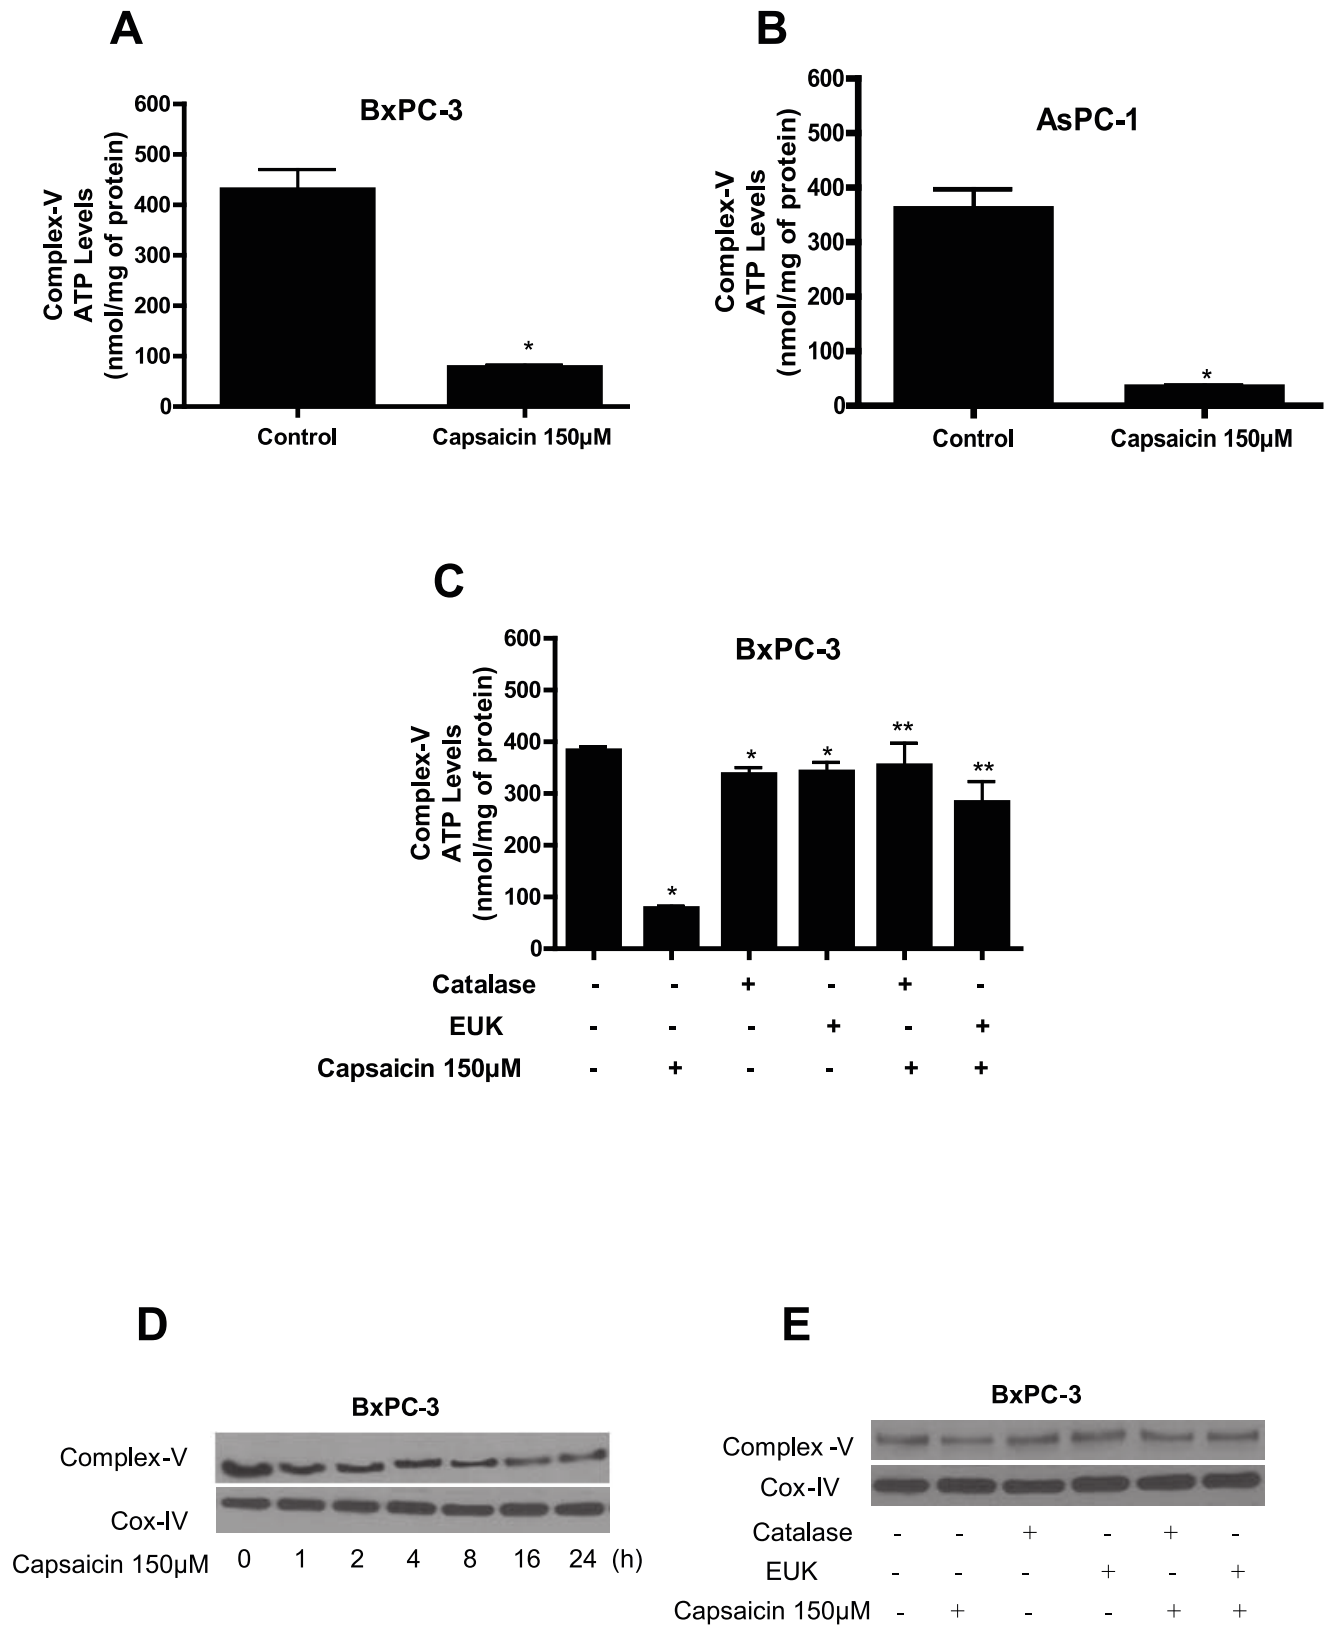 A
BxPC-3
Complex-V
ATP Levels
(nmol/mg of protein)
600
500
400
300
200
100
0
*
Control
Capsaicin 150µM
B
AsPC-1
Complex-V
ATP Levels
(nmol/mg of protein)
600
500
400
300
200
100
0
*
Control
Capsaicin 150µM
C
BxPC-3
Complex-V
ATP Levels
(nmol/mg of protein)
600
500
400
300
200
100
0
* * * ** **
Catalase - - + - + -
EUK - - - + - +
Capsaicin 150µM - + - - + +
D
BxPC-3
Complex-V
Cox-IV
Capsaicin 150µM 0 1 2 4 8 16 24 (h)
E
BxPC-3
Complex -V
Cox-IV
Catalase - - + - + -
EUK - - - + - +
Capsaicin 150µM - + - - + +